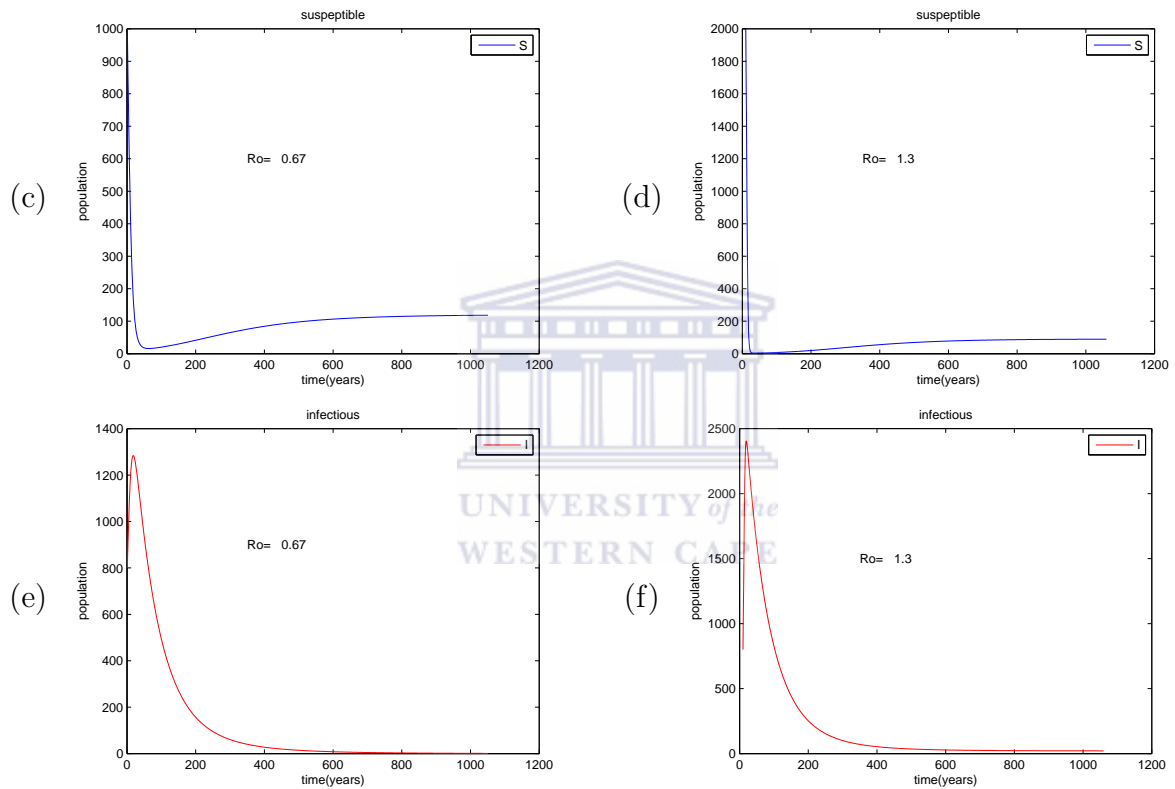 (c)
suspeptible
1000
900
800
700
600
500
400
300
200
100
0
population
S
Ro= 0.67
0 200 400 600 800 1000 1200
time(years)
(d)
suspeptible
2000
1800
1600
1400
1200
1000
800
600
400
200
0
population
S
Ro= 1.3
0 200 400 600 800 1000 1200
time(years)
UNIVERSITY of the
WESTERN CAPE
(e)
infectious
1400
1200
1000
800
600
400
200
0
population
I
Ro= 0.67
0 200 400 600 800 1000 1200
time(years)
(f)
infectious
2500
2000
1500
1000
500
0
population
I
Ro= 1.3
0 200 400 600 800 1000 1200
time(years)